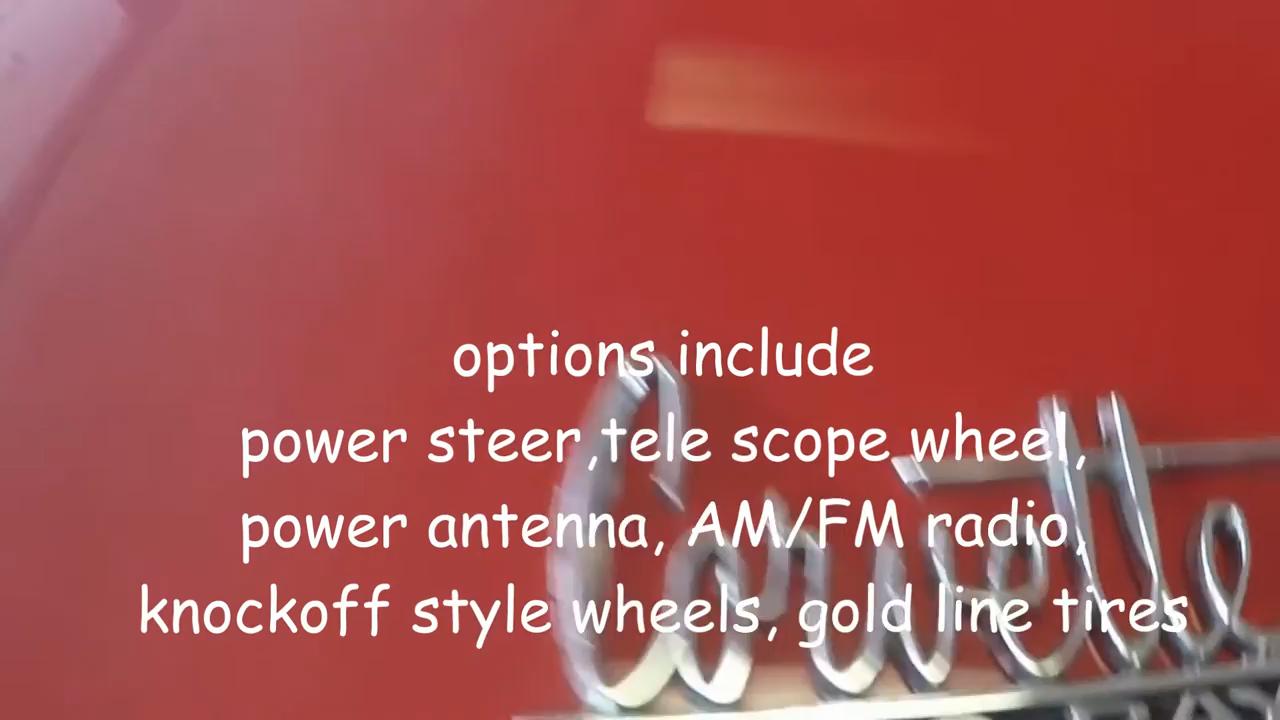 options include
power steer,tele scope wheel,
power antenna, AM/FM radio,
knockoff style wheels, gold line tires
Corvette